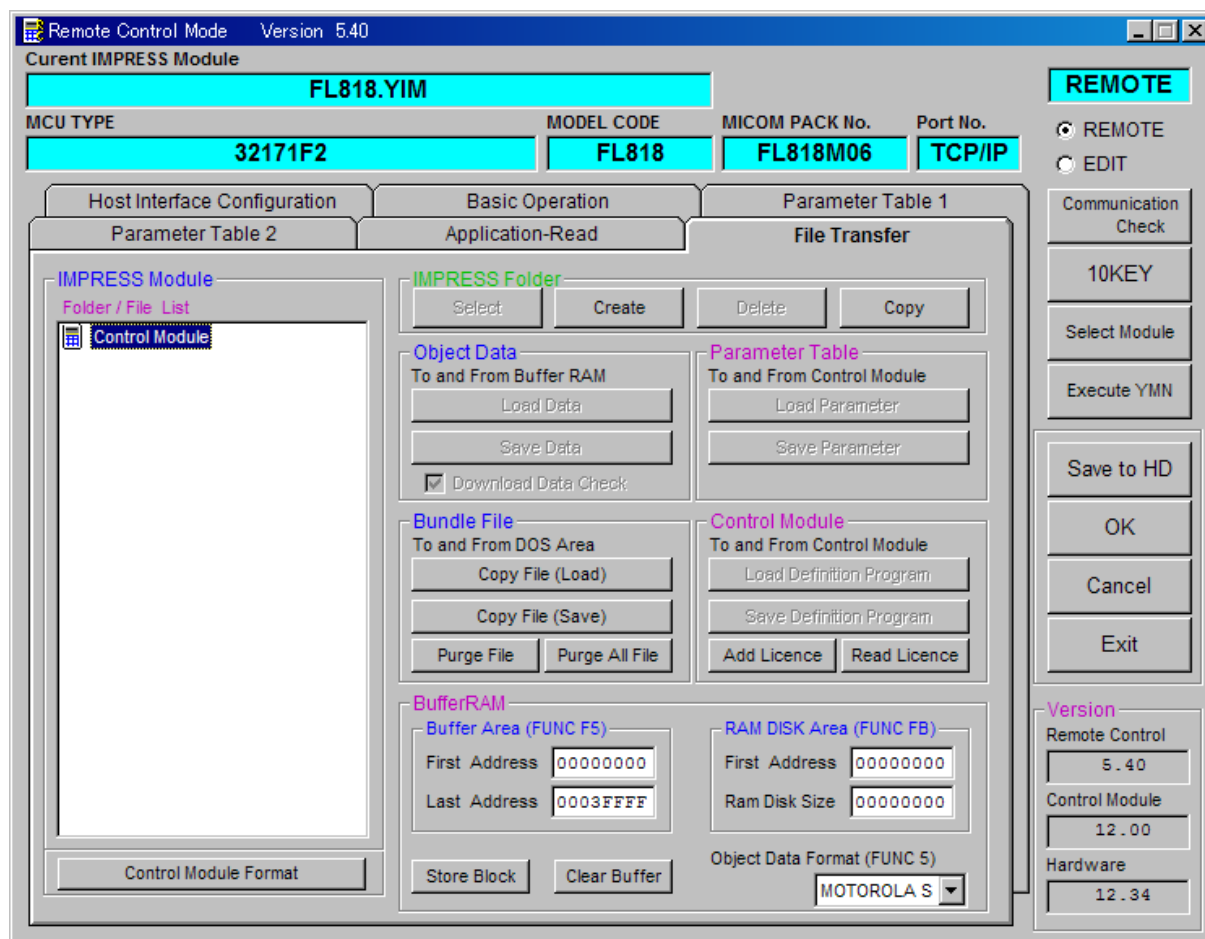 Remote Control Mode Version 5.40
Curent IMPRESS Module
FL818.YIM
REMOTE
MCU TYPE MODEL CODE MICOM PACK No. Port No.
32171F2 FL818 FL818M06 TCP/IP
REMOTE
EDIT
Host Interface Configuration Basic Operation Parameter Table 1
Parameter Table 2 Application-Read File Transfer
IMPRESS Module
Folder / File List
Control Module
Control Module Format
IMPRESS Folder
Select Create Delete Copy
Object Data
To and From Buffer RAM
Load Data
Save Data
Download Data Check
Parameter Table
To and From Control Module
Load Parameter
Save Parameter
Bundle File
To and From DOS Area
Copy File (Load)
Copy File (Save)
Purge File Purge All File
Control Module
To and From Control Module
Load Definition Program
Save Definition Program
Add Licence Read Licence
BufferRAM
Buffer Area (FUNC F5)
First Address 00000000
Last Address 0003FFFF
RAM DISK Area (FUNC FB)
First Address 00000000
Ram Disk Size 00000000
Store Block Clear Buffer
Object Data Format (FUNC 5)
MOTOROLA S
Communication
Check
10KEY
Select Module
Execute YMN
Save to HD
OK
Cancel
Exit
Version
Remote Control
5.40
Control Module
12.00
Hardware
12.34